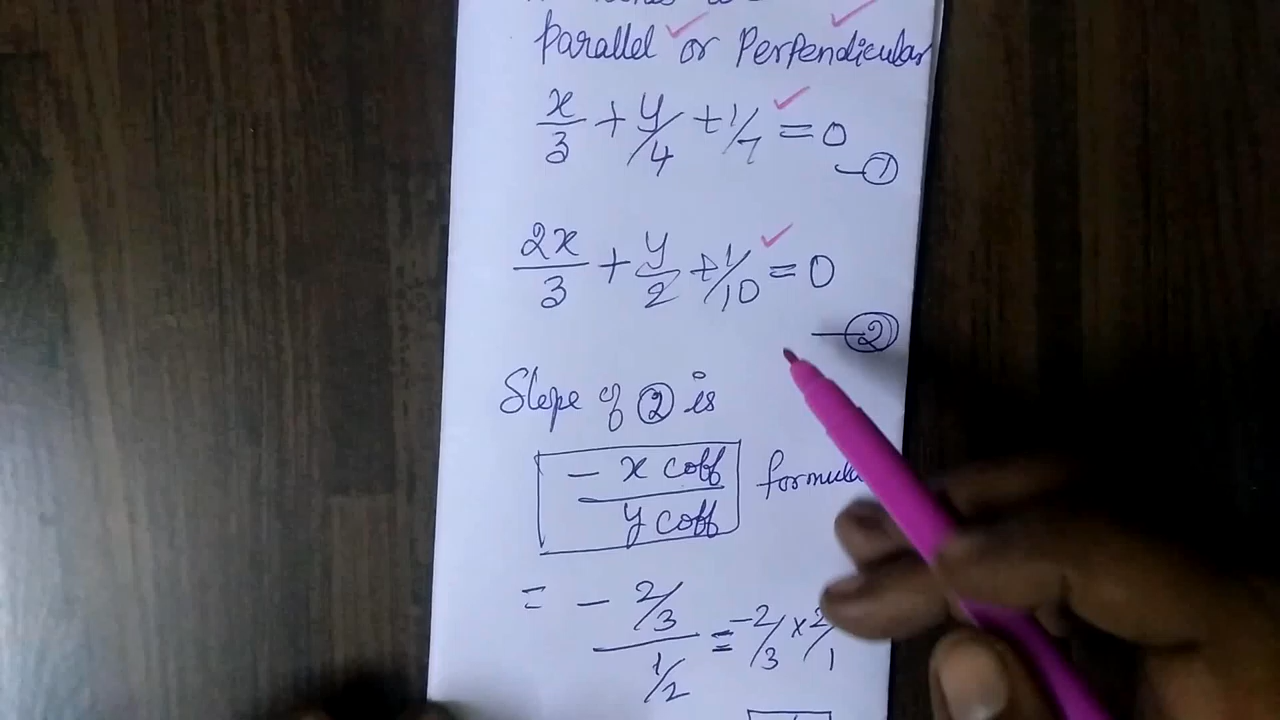 parallel or Perpendicular
x/3 + y/4 + 1/7 = 0
1
2x/3 + y/2 + 1/10 = 0
2
Slope of 2 is
- x coff / y coff formula
= - 2/3 / 1/2 = -2/3 × 2/1